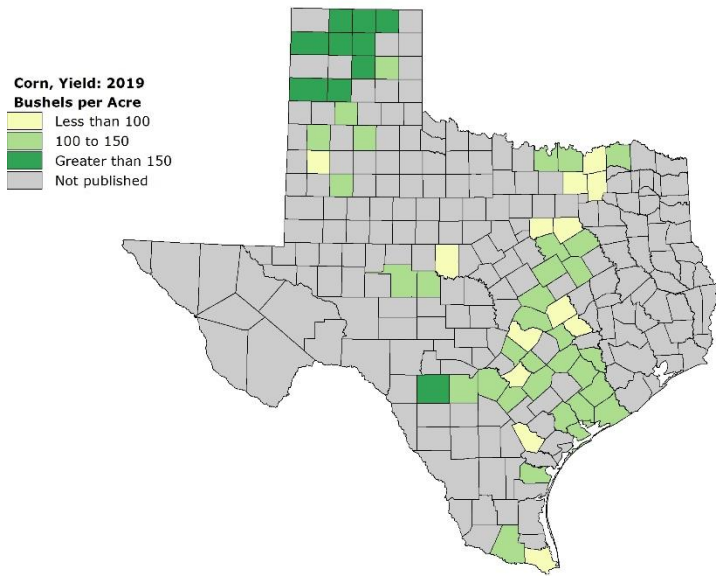 Corn, Yield: 2019
Bushels per Acre
Less than 100
100 to 150
Greater than 150
Not published